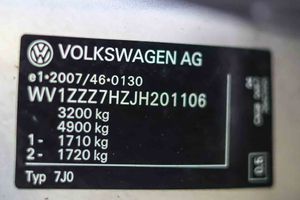 VOLKSWAGEN AG
e1*2007/46*0130
WV1ZZZ7HZJH201106
3200 kg
4900 kg
1- 1710 kg
2- 1720 kg
Typ 7J0